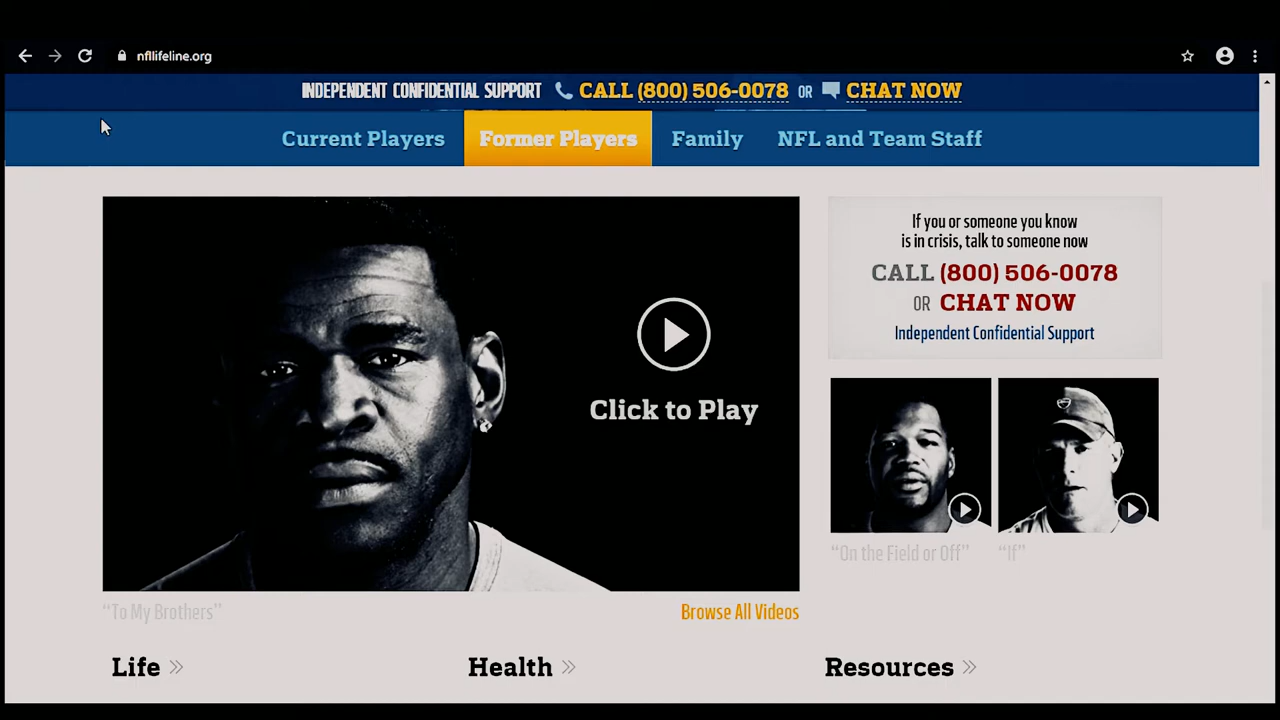 nfllifeline.org
INDEPENDENT CONFIDENTIAL SUPPORT CALL (800) 506-0078 OR CHAT NOW
Current Players Former Players Family NFL and Team Staff
If you or someone you know
is in crisis, talk to someone now
CALL (800) 506-0078
OR CHAT NOW
Independent Confidential Support
Click to Play
“On the Field or Off” “If”
“To My Brothers” Browse All Videos
Life » Health » Resources »